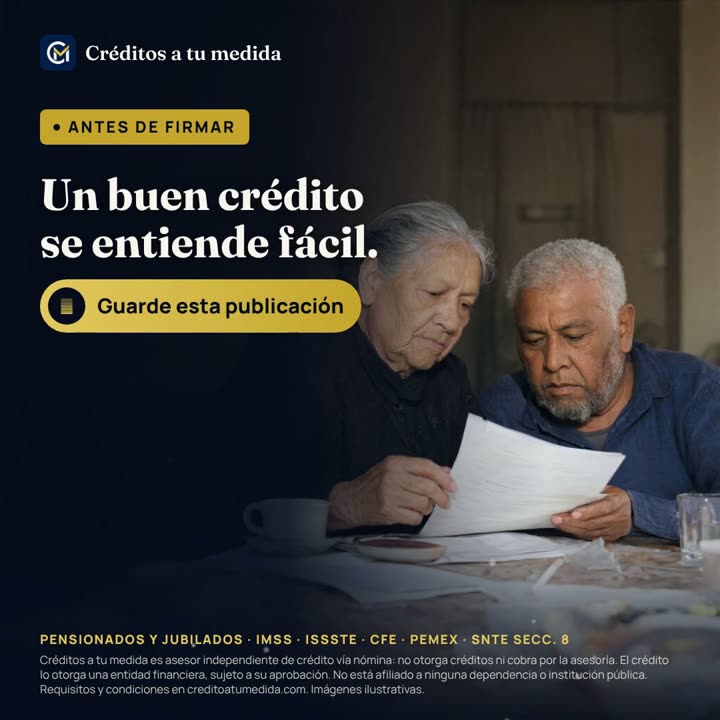 Créditos a tu medida
• ANTES DE FIRMAR
Un buen crédito
se entiende fácil.
Guarde esta publicación
PENSIONADOS Y JUBILADOS · IMSS · ISSSTE · CFE · PEMEX · SNTE SECC. 8
Créditos a tu medida es asesor independiente de crédito vía nómina: no otorga créditos ni cobra por la asesoría. El crédito
lo otorga una entidad financiera, sujeto a su aprobación. No está afiliado a ninguna dependencia o institución pública.
Requisitos y condiciones en creditoatumedida.com. Imágenes ilustrativas.